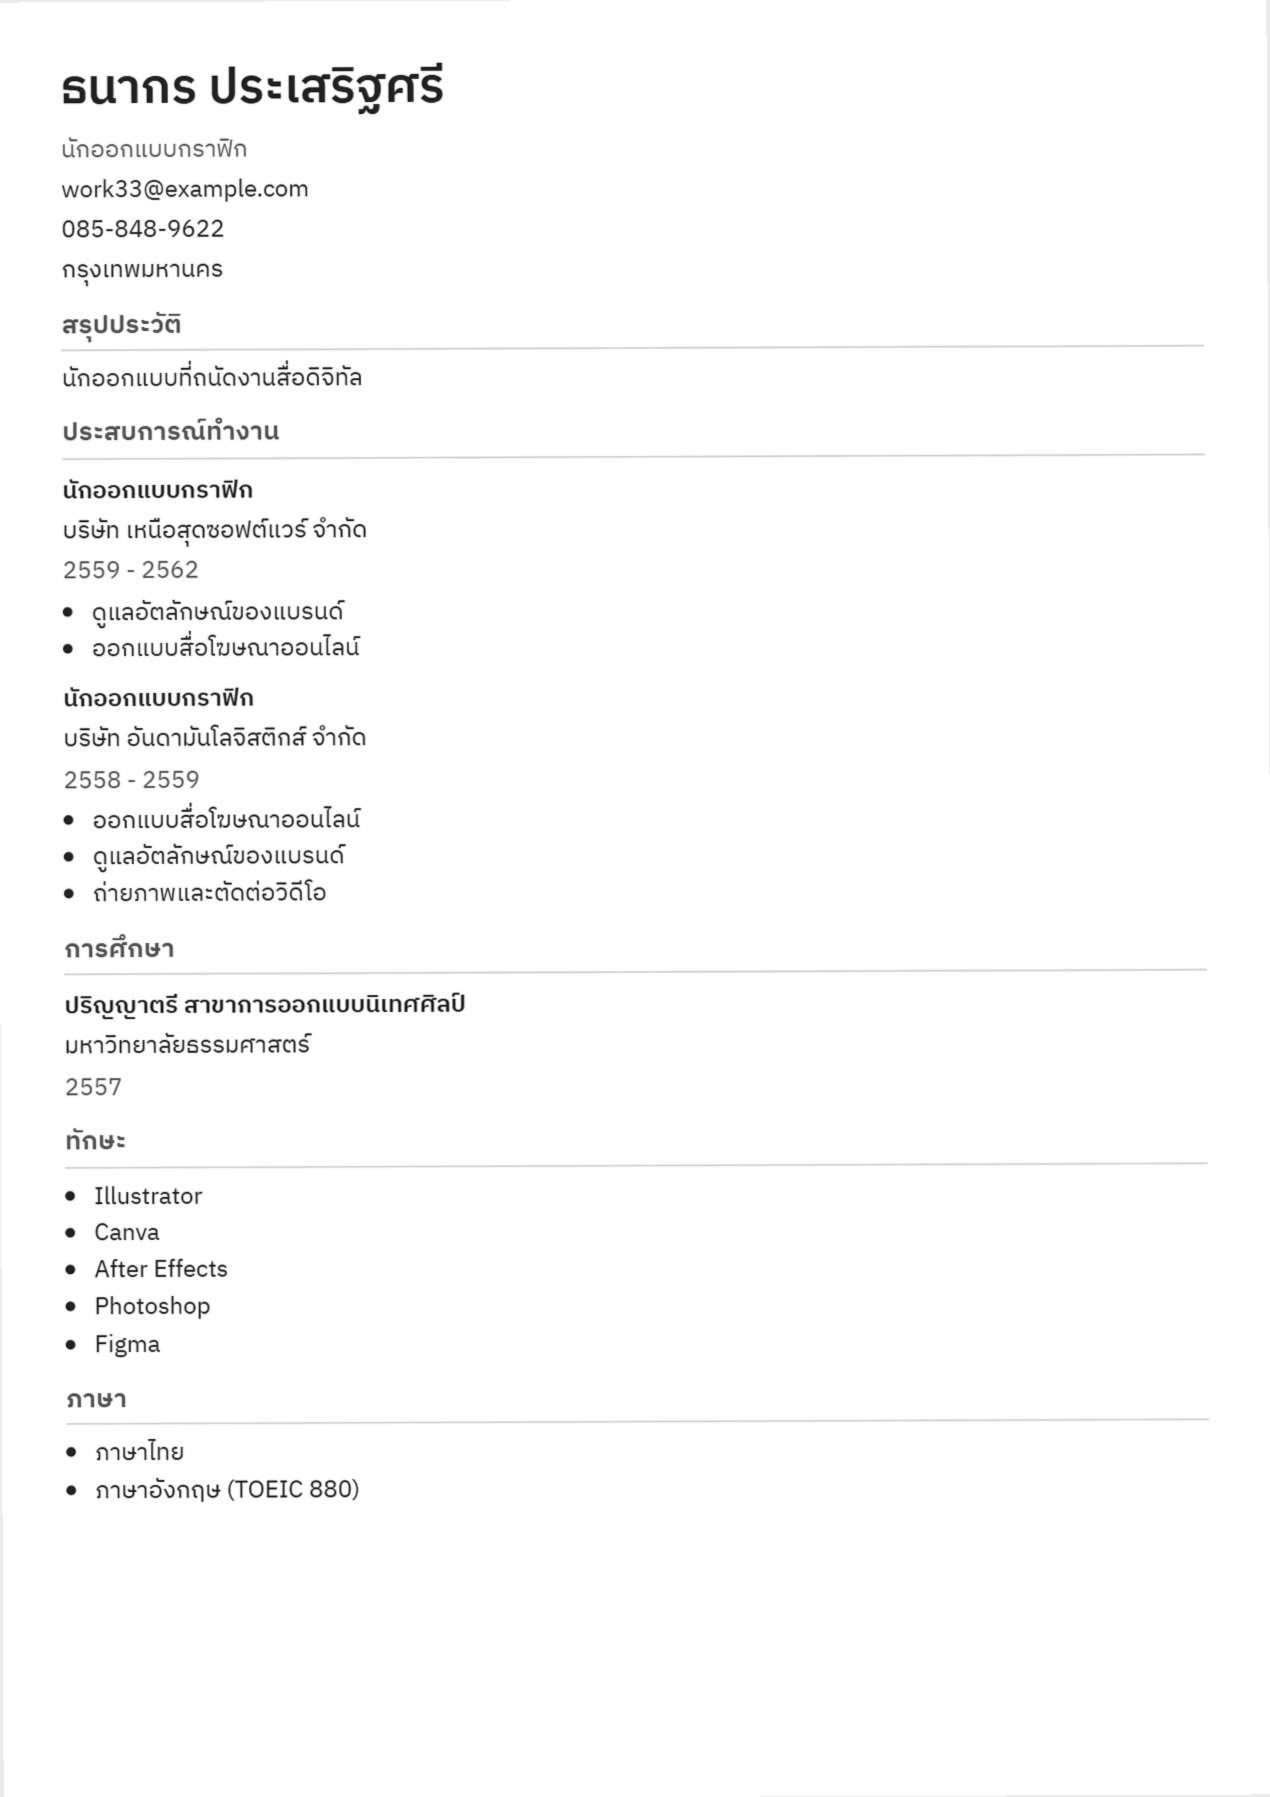 ธนากร ประเสริฐศรี
นักออกแบบกราฟิก
work33@example.com
085-848-9622
กรุงเทพมหานคร
สรุปประวัติ
นักออกแบบที่ถนัดงานสื่อดิจิทัล
ประสบการณ์ทำงาน
นักออกแบบกราฟิก
บริษัท เหนือสุดซอฟต์แวร์ จำกัด
2559 - 2562
• ดูแลอัตลักษณ์ของแบรนด์
• ออกแบบสื่อโฆษณาออนไลน์
นักออกแบบกราฟิก
บริษัท อันดามันโลจิสติกส์ จำกัด
2558 - 2559
• ออกแบบสื่อโฆษณาออนไลน์
• ดูแลอัตลักษณ์ของแบรนด์
• ถ่ายภาพและตัดต่อวิดีโอ
การศึกษา
ปริญญาตรี สาขาการออกแบบนิเทศศิลป์
มหาวิทยาลัยธรรมศาสตร์
2557
ทักษะ
• Illustrator
• Canva
• After Effects
• Photoshop
• Figma
ภาษา
• ภาษาไทย
• ภาษาอังกฤษ (TOEIC 880)